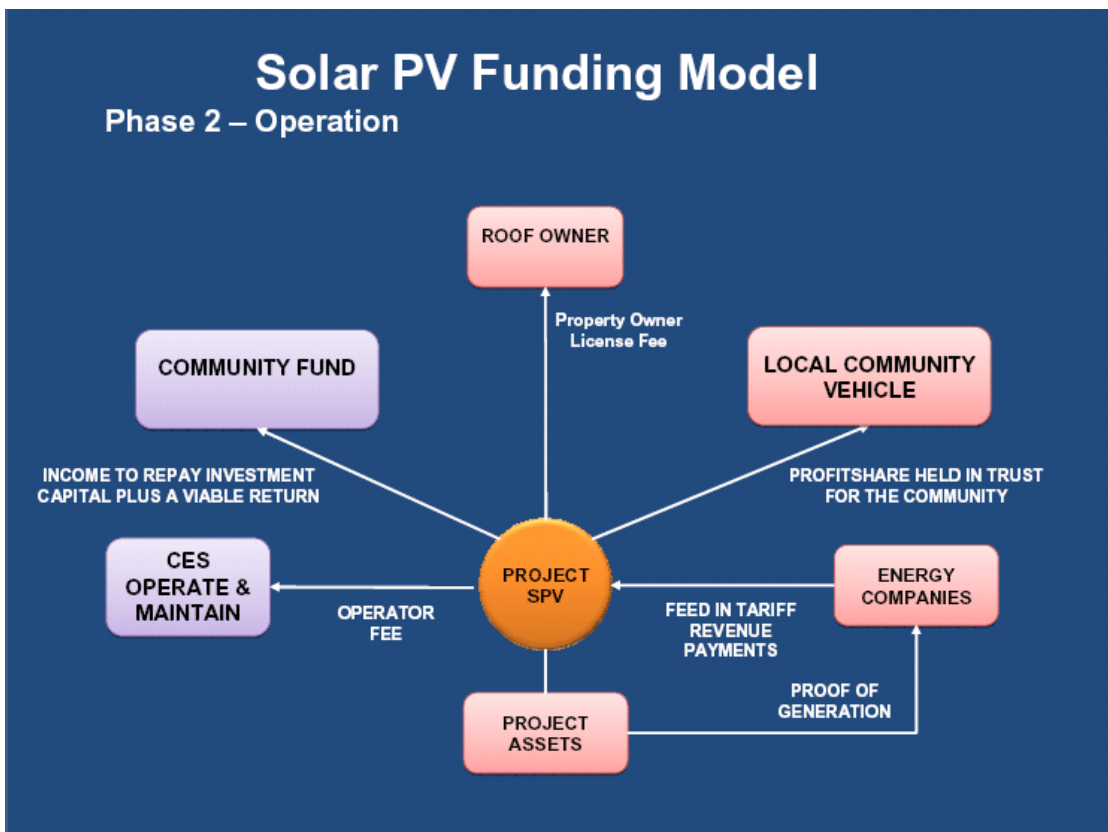 Solar PV Funding Model
Phase 2 – Operation
ROOF OWNER
Property Owner
License Fee
COMMUNITY FUND
LOCAL COMMUNITY
VEHICLE
INCOME TO REPAY INVESTMENT
CAPITAL PLUS A VIABLE RETURN
PROFITSHARE HELD IN TRUST
FOR THE COMMUNITY
CES
OPERATE &
MAINTAIN
OPERATOR
FEE
PROJECT
SPV
FEED IN TARIFF
REVENUE
PAYMENTS
ENERGY
COMPANIES
PROJECT
ASSETS
PROOF OF
GENERATION